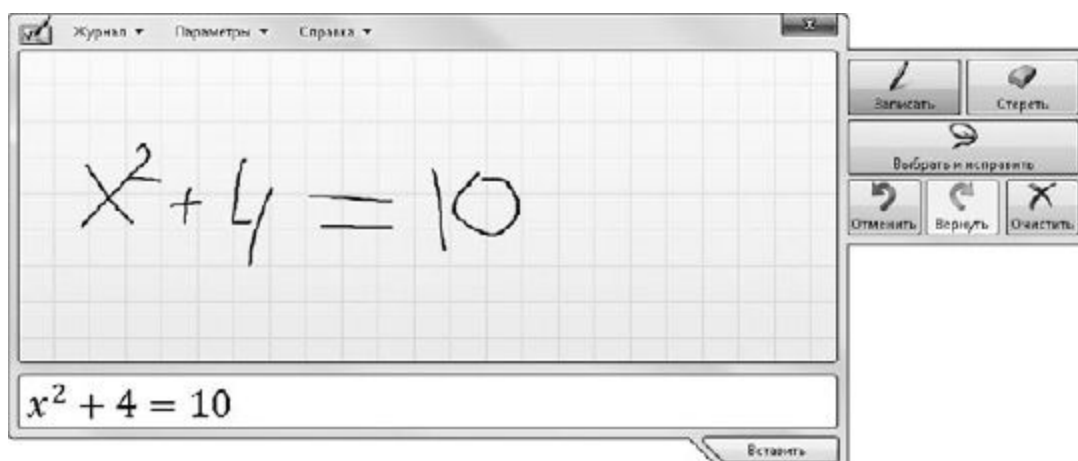 Журнал Параметры Справка x
Записать Стереть
Выбрать и исправить
Отменить Вернуть Очистить
x² + 4 = 10
x² + 4 = 10
Вставить